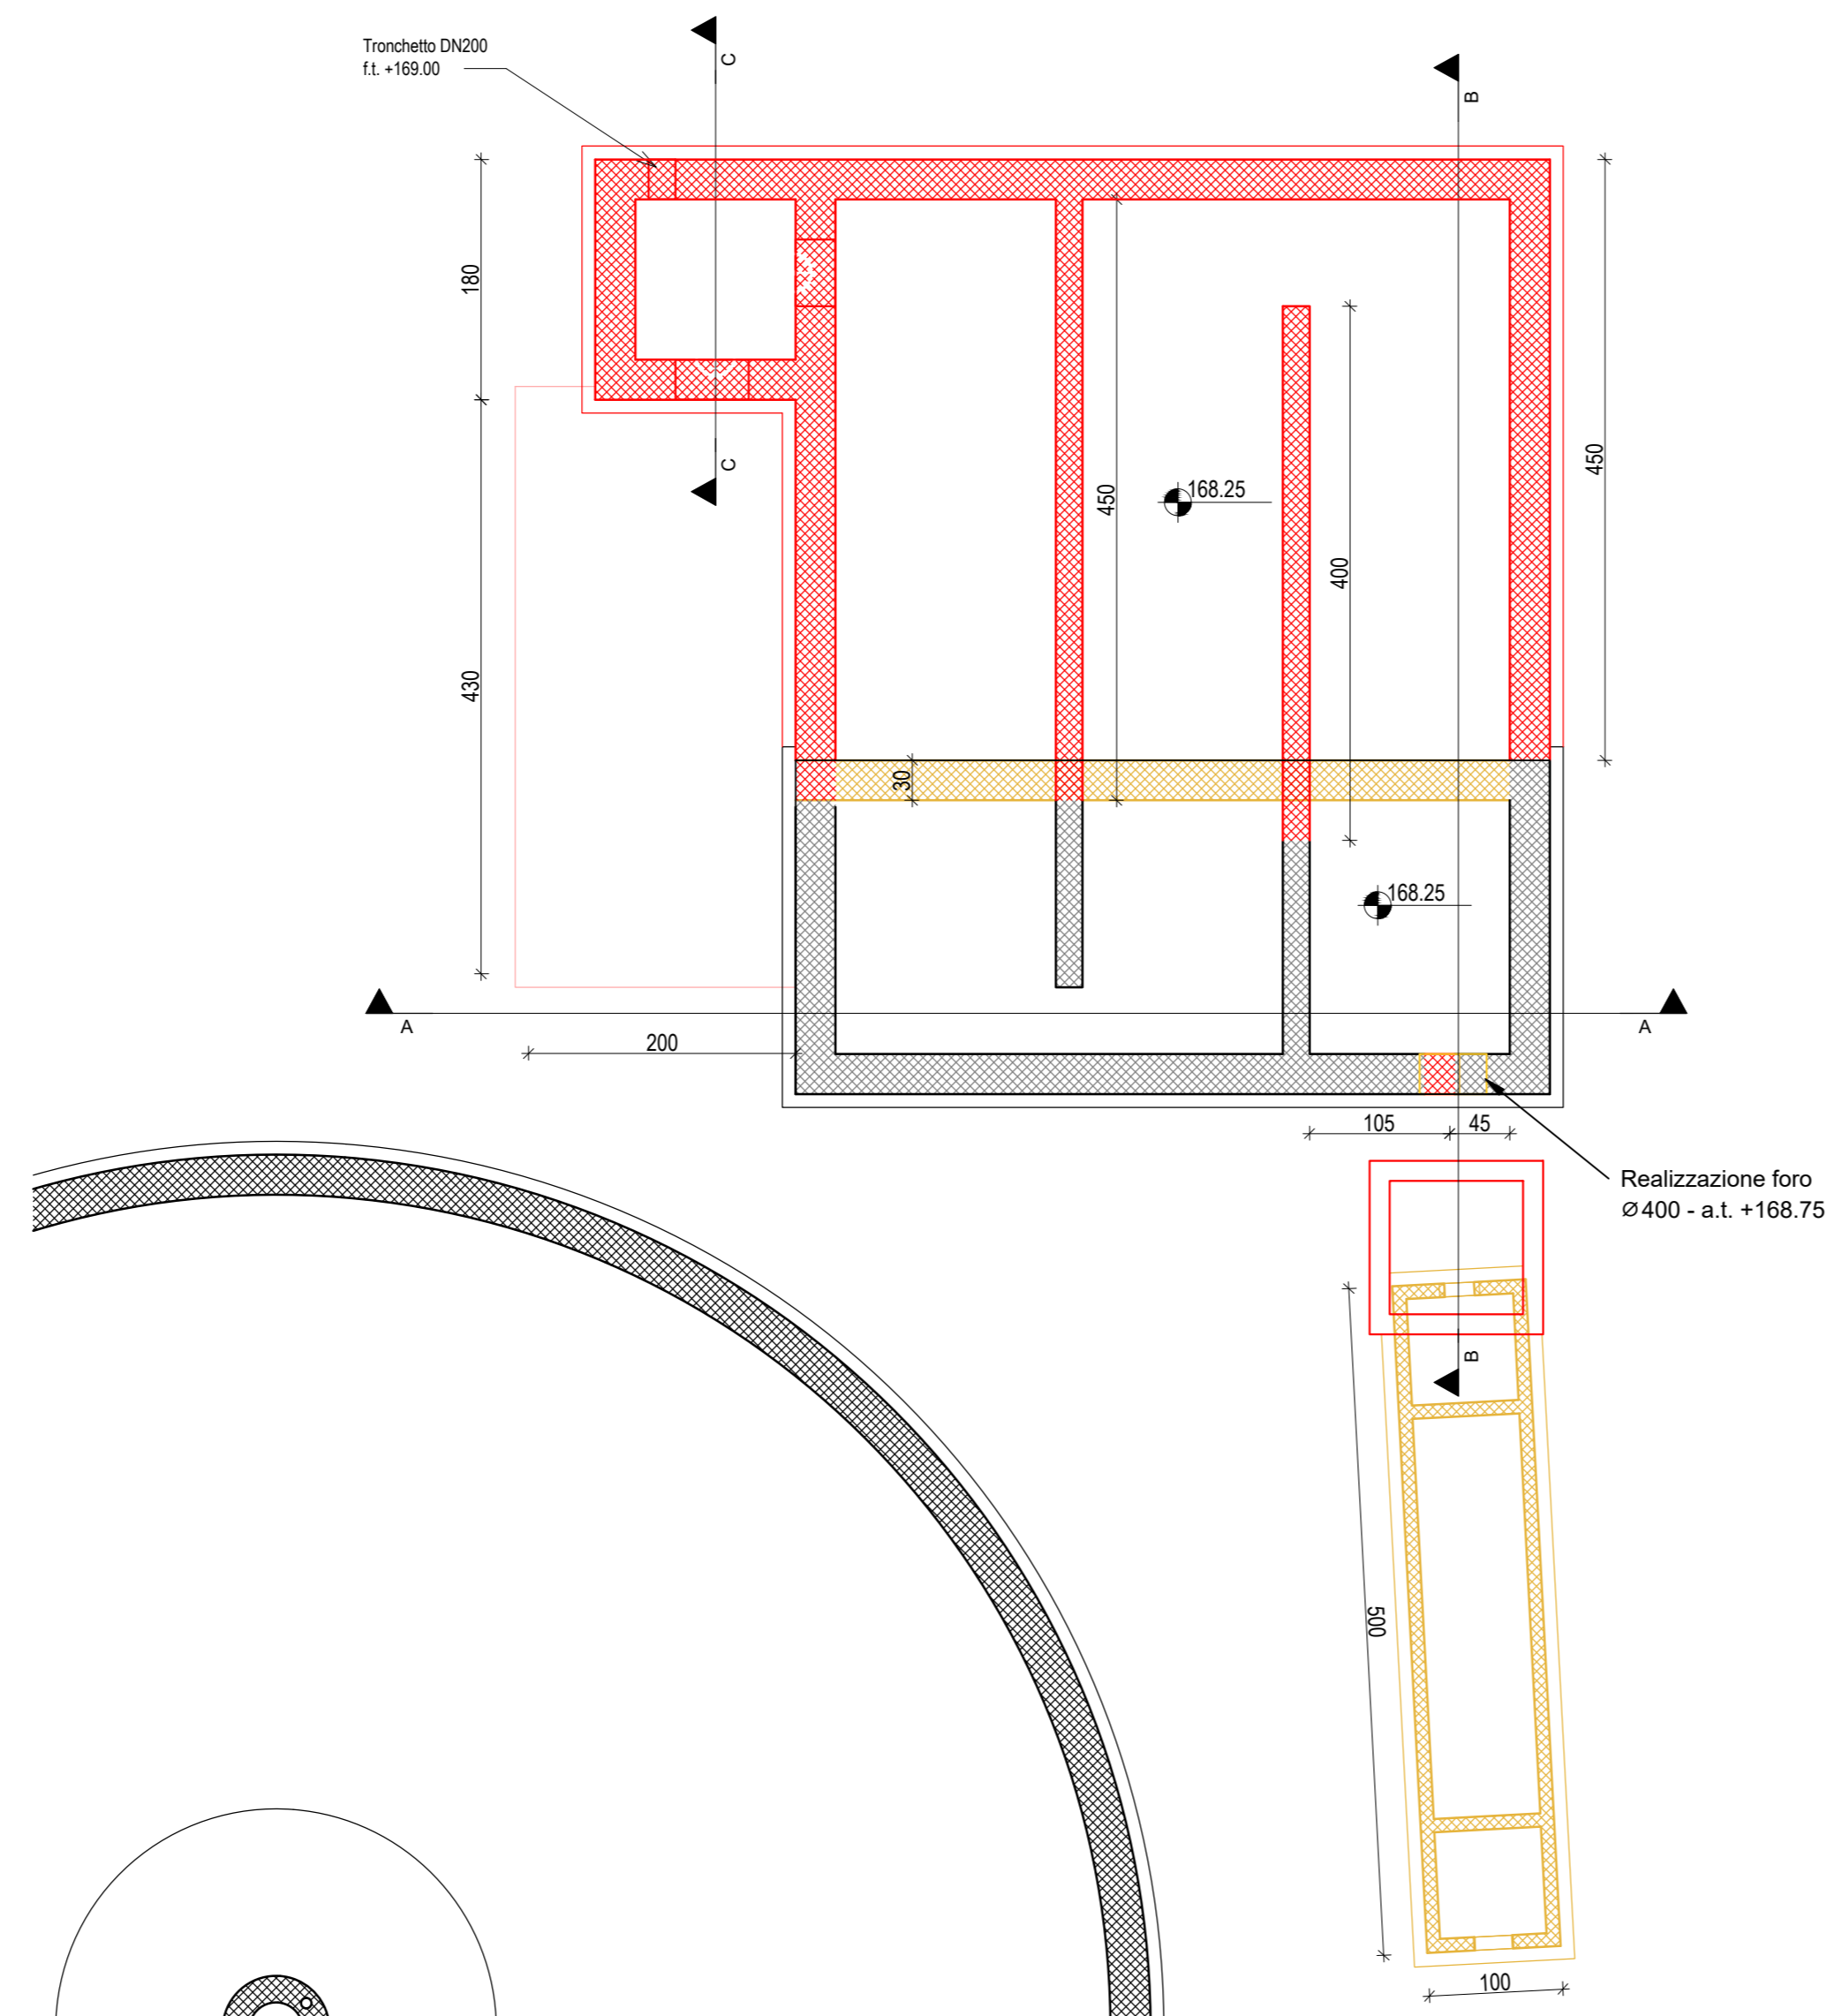 Tronchetto DN200
f.t. +169.00
C
B
180
450
C
168.25
450
400
430
30
168.25
A
A
200
105
45
Realizzazione foro
Ø400 - a.t. +168.75
B
500
100